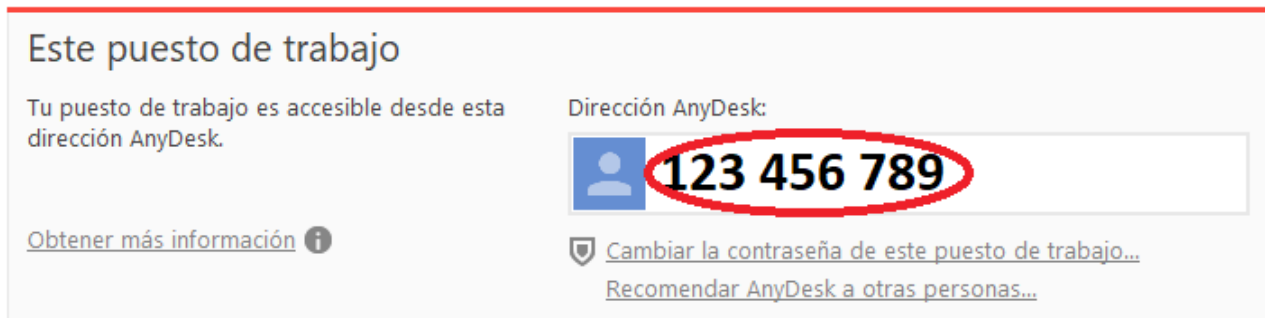 Este puesto de trabajo
Tu puesto de trabajo es accesible desde esta
dirección AnyDesk.
Obtener más información
Dirección AnyDesk:
123 456 789
Cambiar la contraseña de este puesto de trabajo...
Recomendar AnyDesk a otras personas...